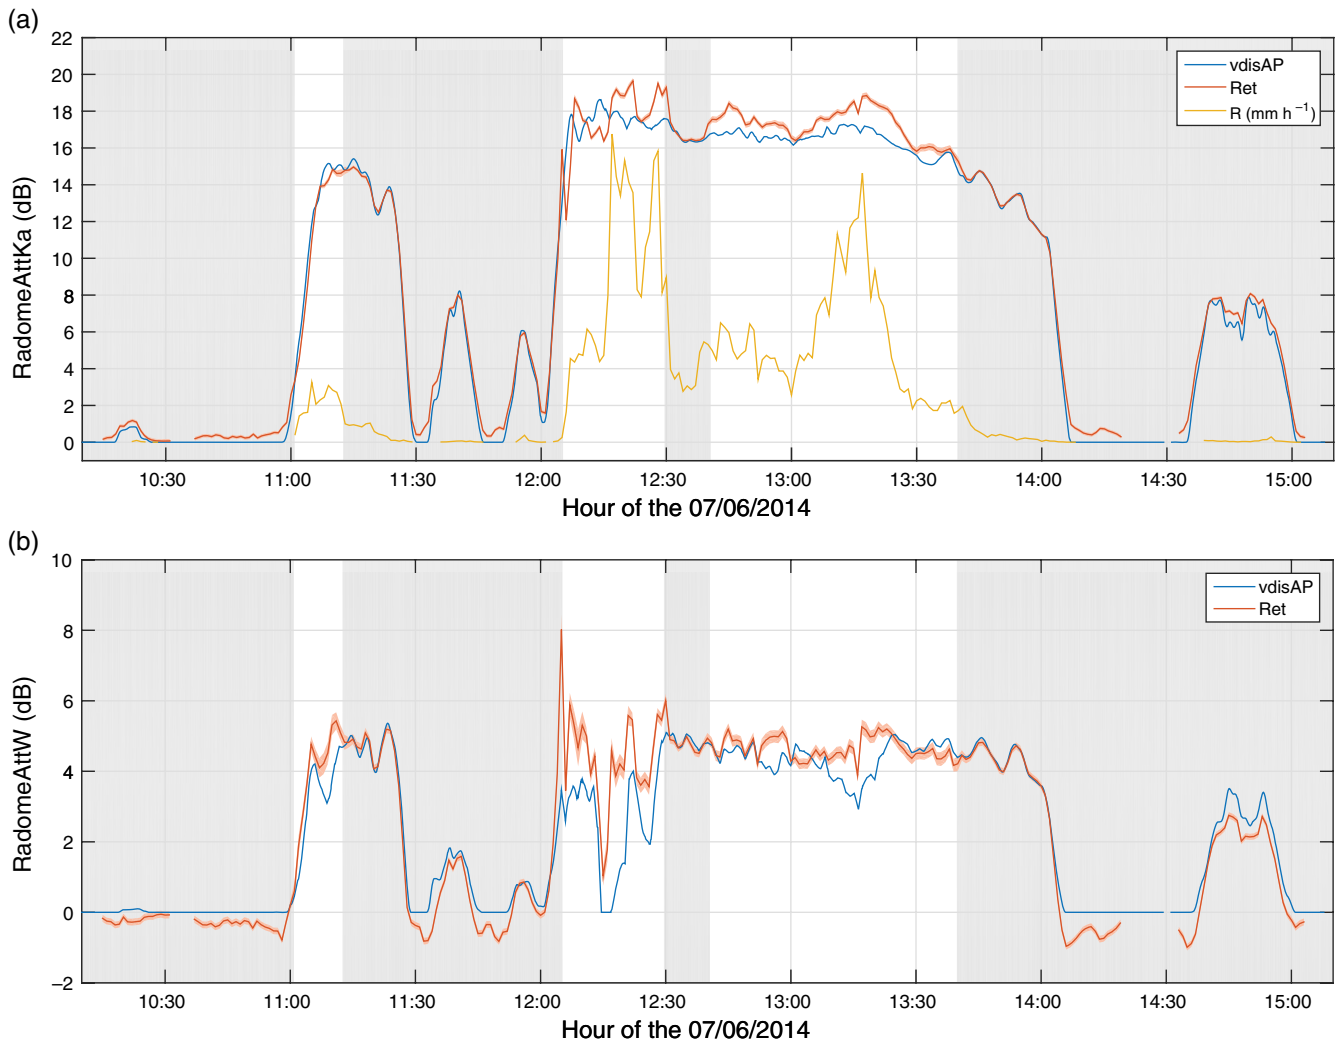 (a)
22
20
18
16
14
12
10
8
6
4
2
0
RadomeAttKa (dB)
vdisAP
Ret
R (mm h⁻¹)
10:30 11:00 11:30 12:00 12:30 13:00 13:30 14:00 14:30 15:00
Hour of the 07/06/2014
(b)
10
8
6
4
2
0
−2
RadomeAttW (dB)
vdisAP
Ret
10:30 11:00 11:30 12:00 12:30 13:00 13:30 14:00 14:30 15:00
Hour of the 07/06/2014